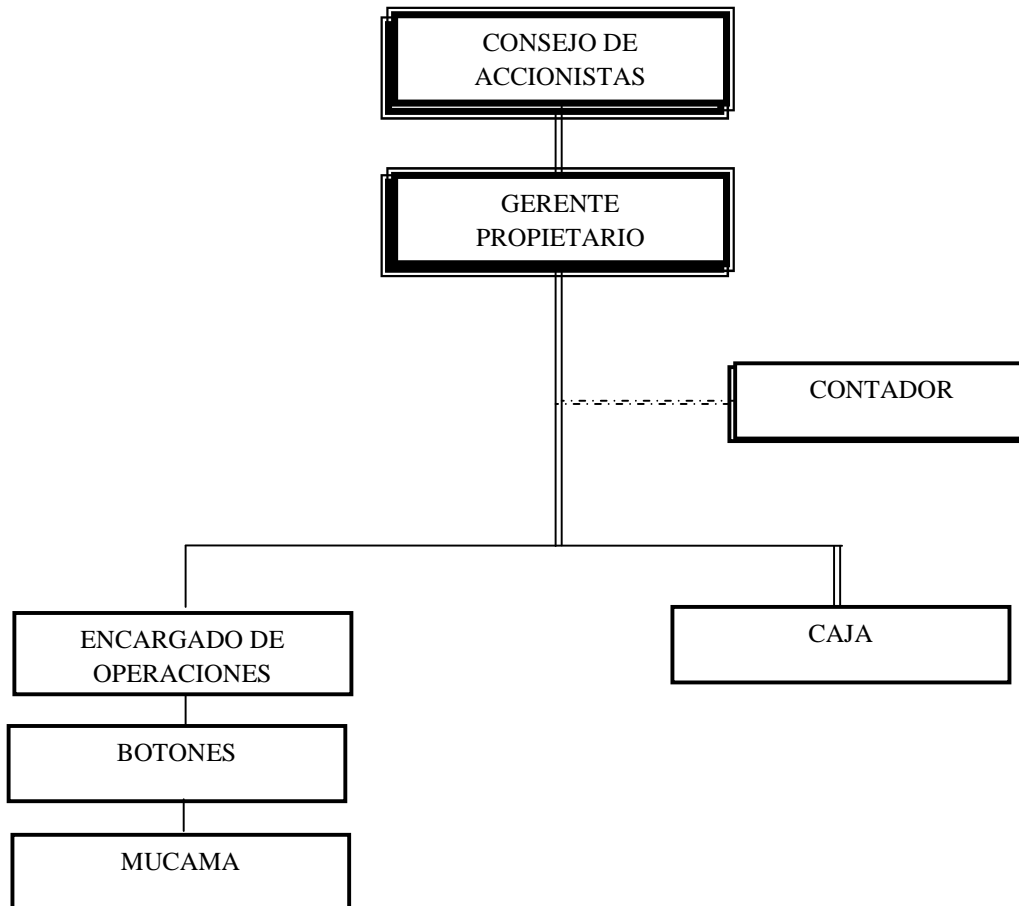 CONSEJO DE
ACCIONISTAS
GERENTE
PROPIETARIO
CONTADOR
ENCARGADO DE
OPERACIONES
CAJA
BOTONES
MUCAMA